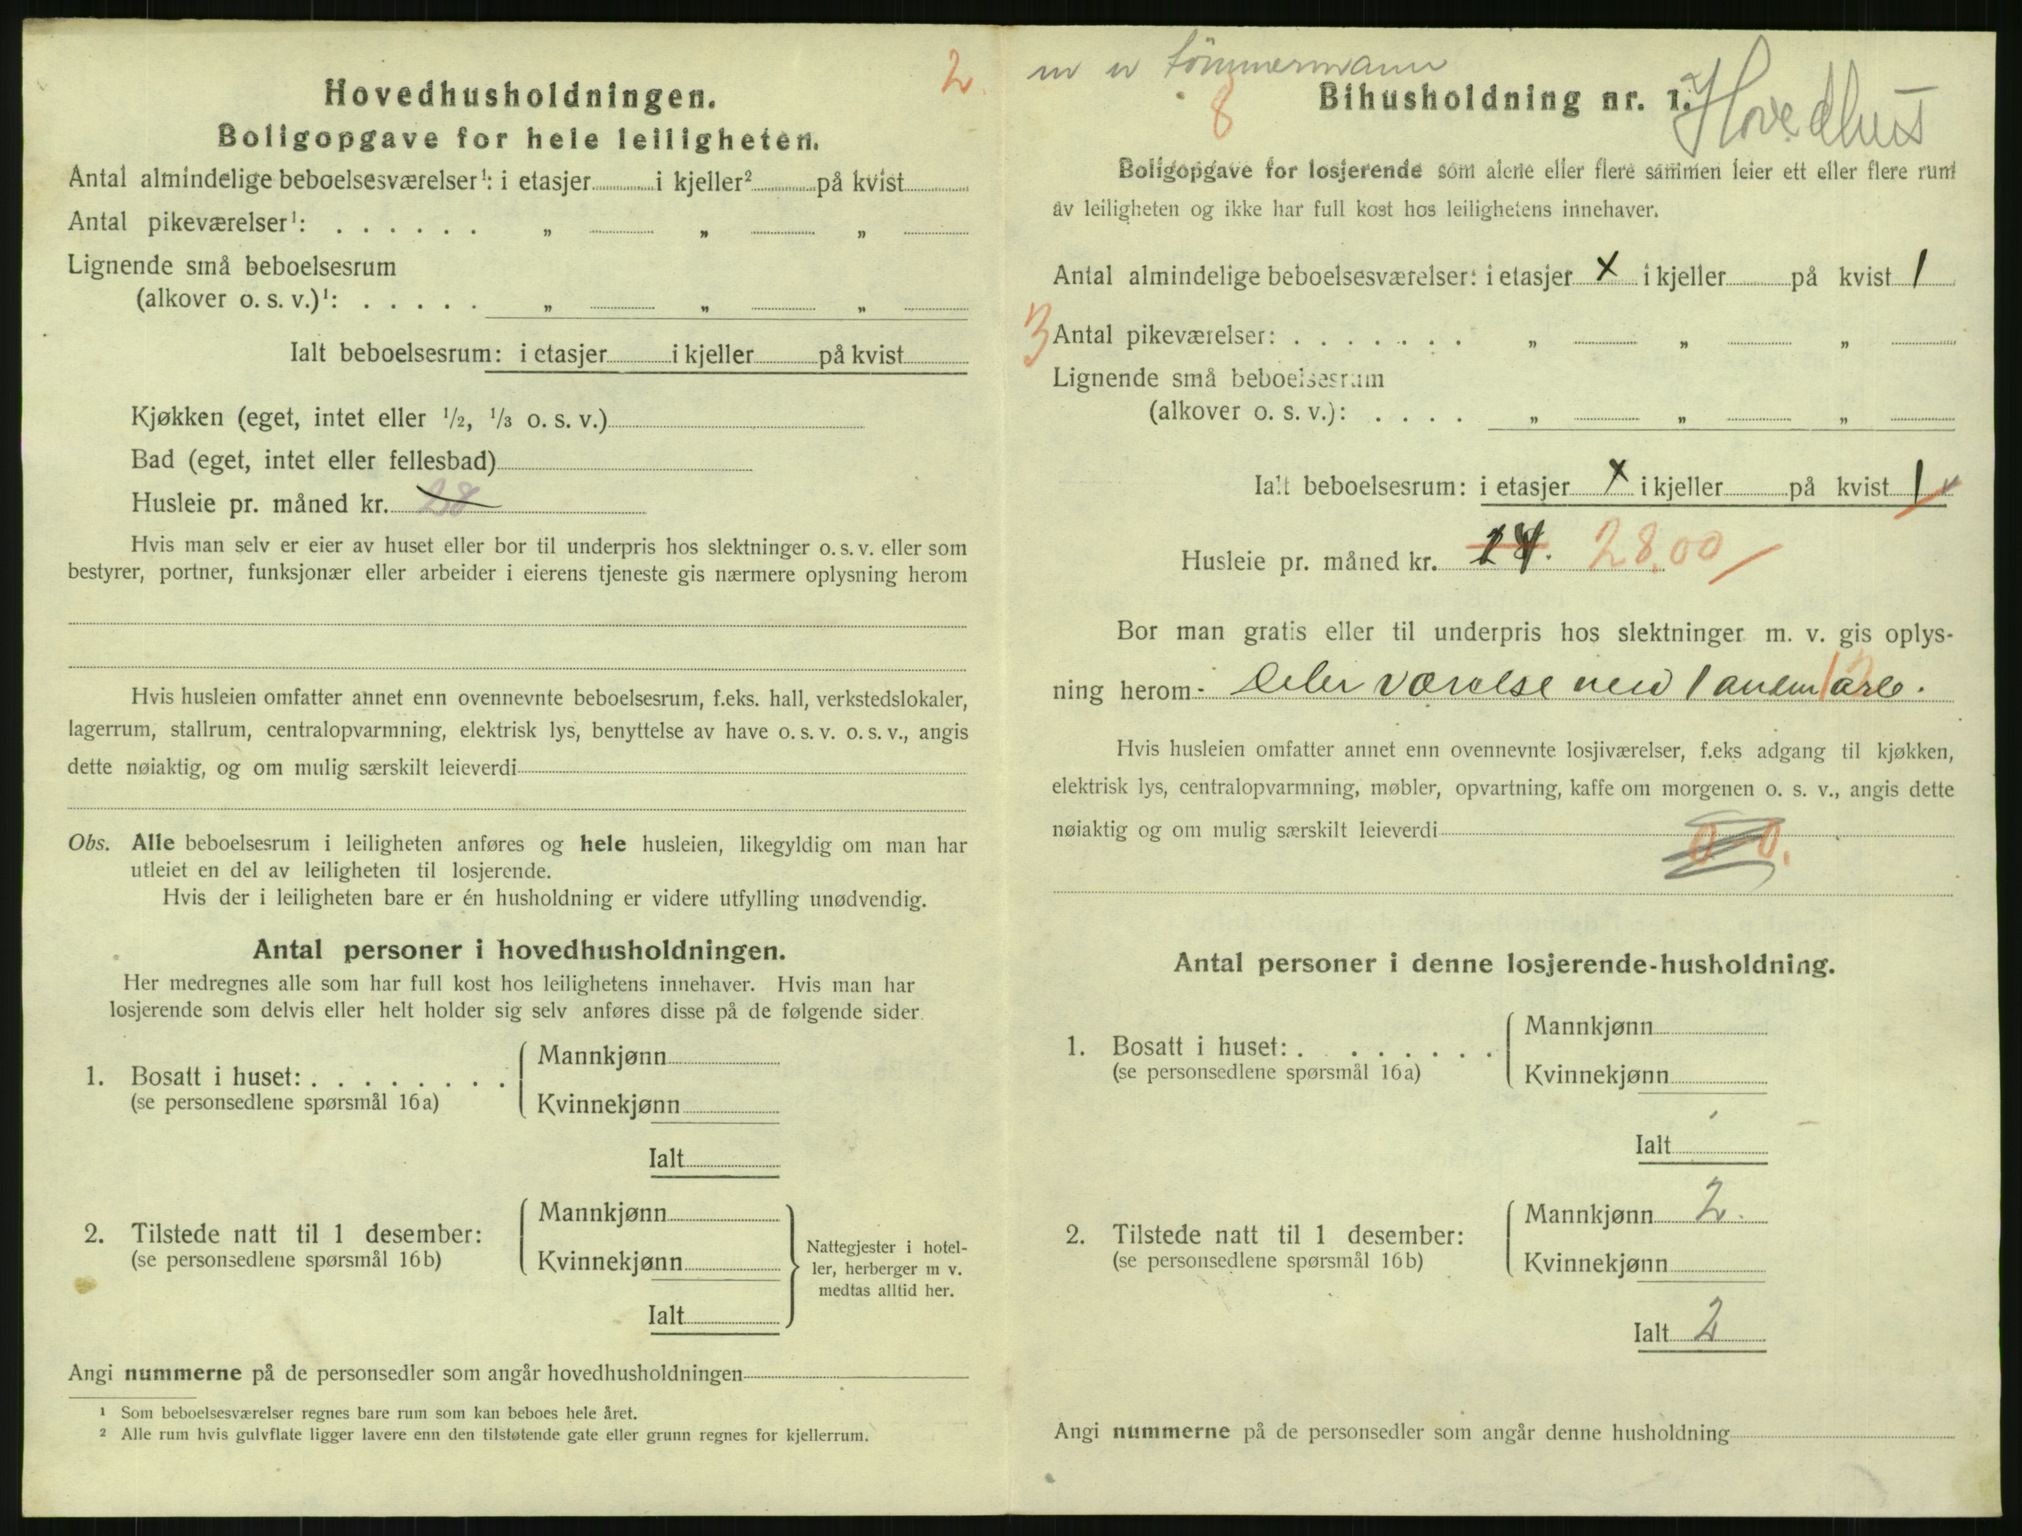 2.
Hovedhusholdningen.
Boligopgave for hele leiligheten.
Antal almindelige beboelsesværelser¹: i etasjer i kjeller² på kvist
Antal pikeværelser¹: . . . . . . „ „ „
Lignende små beboelsesrum
(alkover o. s. v.)¹: . . . . . „ „ „
Ialt beboelsesrum: i etasjer i kjeller på kvist
Kjøkken (eget, intet eller ½, ⅓ o. s. v.)
Bad (eget, intet eller fellesbad)
Husleie pr. måned kr. 28
Hvis man selv er eier av huset eller bor til underpris hos slektninger o. s. v. eller som
bestyrer, portner, funksjonær eller arbeider i eierens tjeneste gis nærmere oplysning herom
Hvis husleien omfatter annet enn ovennevnte beboelsesrum, f.eks. hall, verkstedslokaler,
lagerrum, stallrum, centralopvarmning, elektrisk lys, benyttelse av have o. s. v. o. s. v., angis
dette nøiaktig, og om mulig særskilt leieverdi
Obs. Alle beboelsesrum i leiligheten anføres og hele husleien, likegyldig om man har
utleiet en del av leiligheten til losjerende.
Hvis der i leiligheten bare er én husholdning er videre utfylling unødvendig.
Antal personer i hovedhusholdningen.
Her medregnes alle som har full kost hos leilighetens innehaver. Hvis man har
losjerende som delvis eller helt holder sig selv anføres disse på de følgende sider.
1. Bosatt i huset: . . . . . . . .
(se personsedlene spørsmål 16a)
Mannkjønn
Kvinnekjønn
Ialt
2. Tilstede natt til 1 desember:
(se personsedlene spørsmål 16b)
Mannkjønn
Kvinnekjønn
Ialt
Nattegjester i hotel-
ler, herberger m v.
medtas alltid her.
Angi nummerne på de personsedler som angår hovedhusholdningen
¹ Som beboelsesværelser regnes bare rum som kan beboes hele året.
² Alle rum hvis gulvflate ligger lavere enn den tilstøtende gate eller grunn regnes for kjellerrum.
tömmermann
8
Bihusholdning nr. 1. Hovedhus
Boligopgave for losjerende som alene eller flere sammen leier ett eller flere rum
av leiligheten og ikke har full kost hos leilighetens innehaver.
Antal almindelige beboelsesværelser: i etasjer x i kjeller på kvist 1
3 Antal pikeværelser: . . . . . . . „ „ „
Lignende små beboelsesrum
(alkover o. s. v.): . . . . „ „ „
Ialt beboelsesrum: i etasjer x i kjeller på kvist 1
Husleie pr. måned kr. 14. 28.00
Bor man gratis eller til underpris hos slektninger m. v. gis oplys-
ning herom Deler værelse med 1 anden
Hvis husleien omfatter annet enn ovennevnte losjiværelser, f.eks adgang til kjøkken,
elektrisk lys, centralopvarmning, møbler, opvartning, kaffe om morgenen o. s. v., angis dette
nøiaktig og om mulig særskilt leieverdi 0 0.
Antal personer i denne losjerende-husholdning.
1. Bosatt i huset: . . . . . . .
(se personsedlene spørsmål 16a)
Mannkjønn
Kvinnekjønn
Ialt
2. Tilstede natt til 1 desember:
(se personsedlene spørsmål 16b)
Mannkjønn 2.
Kvinnekjønn
Ialt 2
Angi nummerne på de personsedler som angår denne husholdning